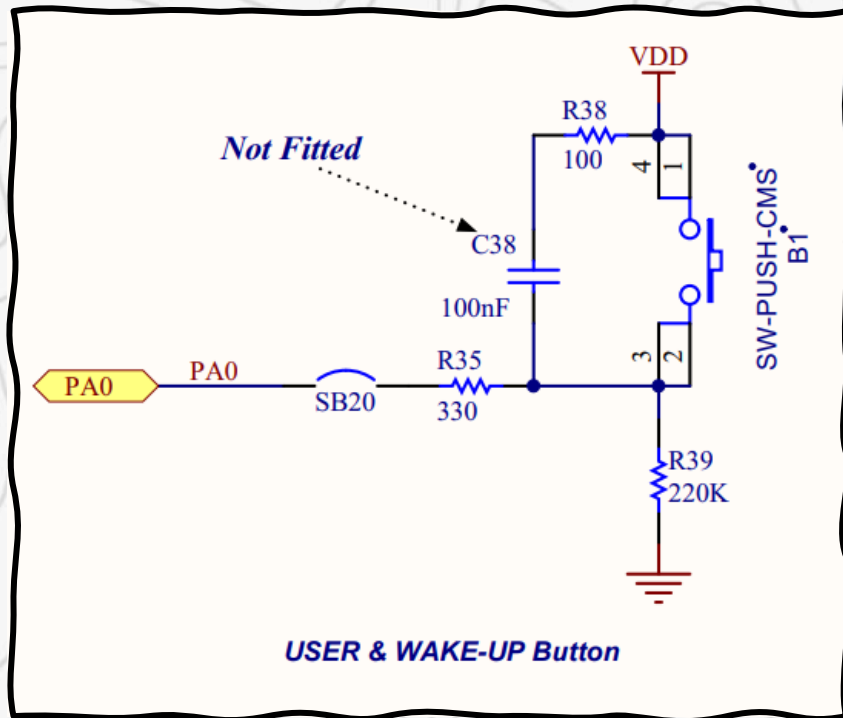 VDD
R38
100
Not Fitted
4
1
C38
100nF
SW-PUSH-CMS
B1
PA0
PA0
SB20
R35
330
3
2
R39
220K
USER & WAKE-UP Button